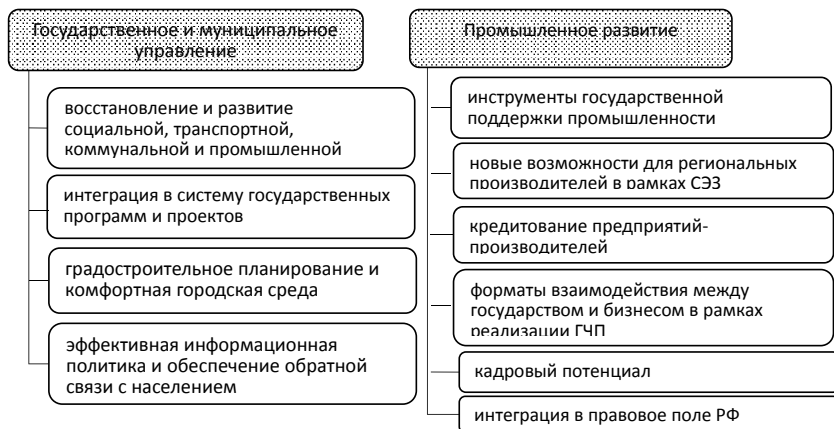 Государственное и муниципальное
управление
восстановление и развитие
социальной, транспортной,
коммунальной и промышленной
интеграция в систему государственных
программ и проектов
градостроительное планирование и
комфортная городская среда
эффективная информационная
политика и обеспечение обратной
связи с населением
Промышленное развитие
инструменты государственной
поддержки промышленности
новые возможности для региональных
производителей в рамках СЭЗ
кредитование предприятий-
производителей
форматы взаимодействия между
государством и бизнесом в рамках
реализации ГЧП
кадровый потенциал
интеграция в правовое поле РФ